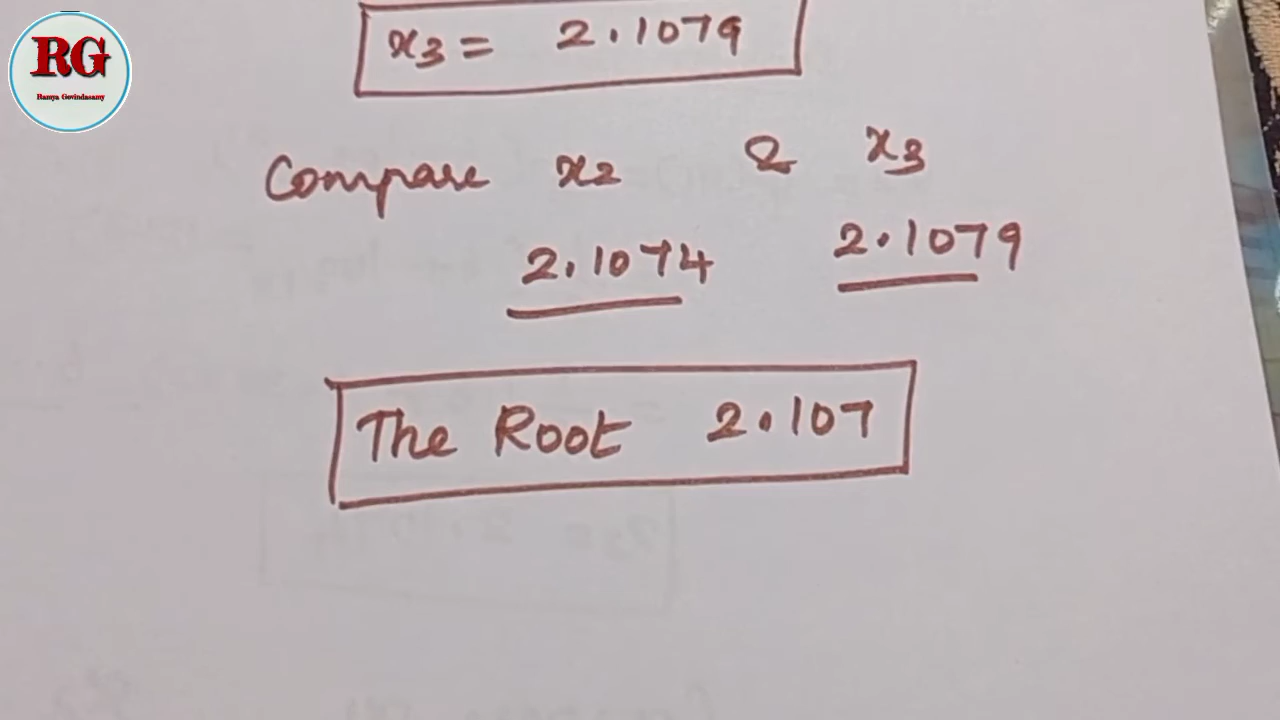 RG
Ramya Govindasamy
x3 = 2.1079
Compare x2 & x3
2.1074 2.1079
The Root 2.107